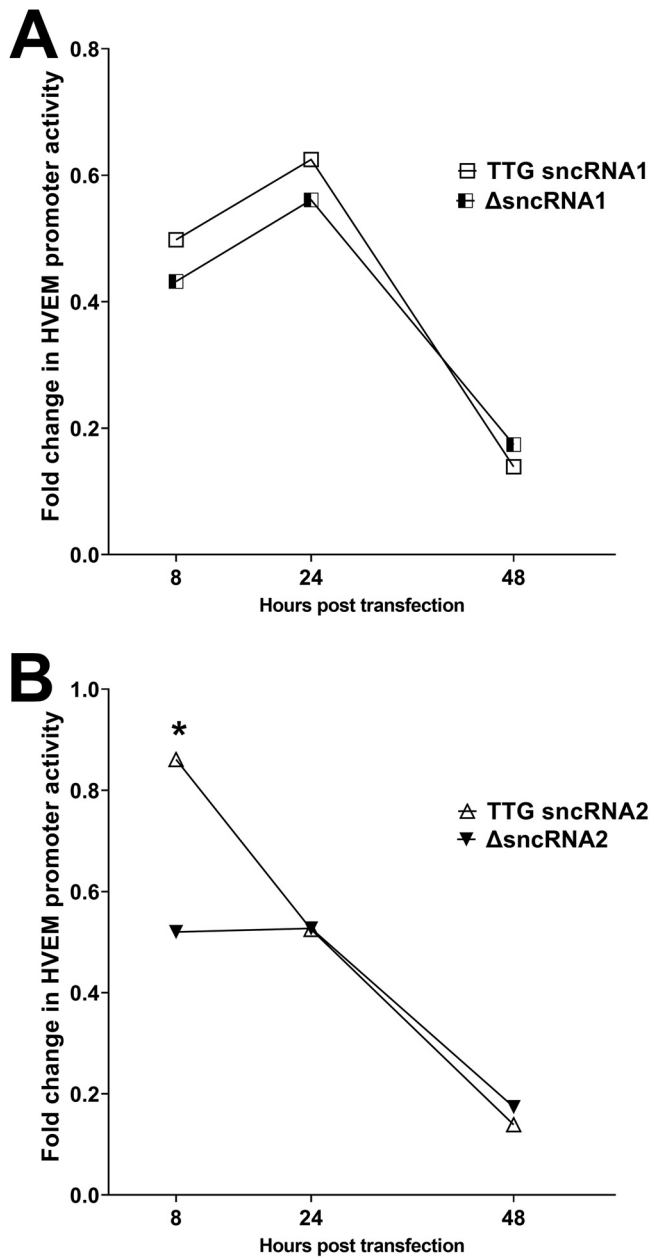 A
Fold change in HVEM promoter activity
0.8
0.6
0.4
0.2
0.0
8 24 48
Hours post transfection
TTG sncRNA1
ΔsncRNA1
B
Fold change in HVEM promoter activity
1.0
0.8
0.6
0.4
0.2
0.0
*
8 24 48
Hours post transfection
TTG sncRNA2
ΔsncRNA2